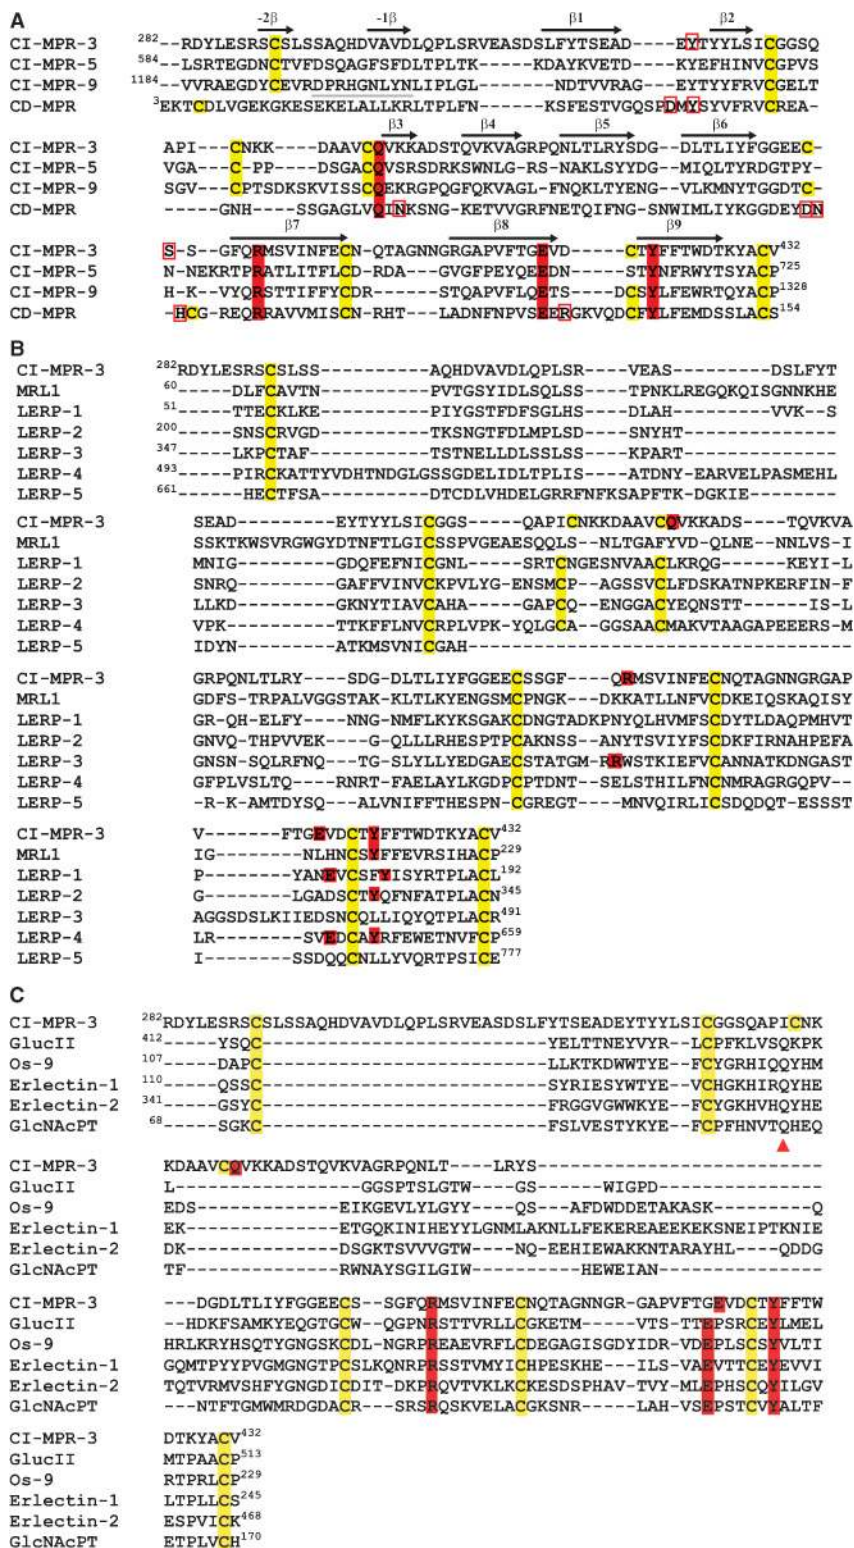 A
-2β -1β β1 β2
CI-MPR-3 282 --RDYLESRSCSLSSAQHDVAVDLQPLSRVEASDSLFYTSEAD----EYTYYLSICGGSQ
CI-MPR-5 584 --LSRTEGDTCVFDSQAGFSFDLTPLTK-----KDAYKVETD----KYEFHINVCGPVS
CI-MPR-9 1184 --VVRAEGDYCEVRDPRHGNLYNLIPLGL-----NDTVVRAG----EYTYYFRVCGELT
CD-MPR 3EKTCDLVGEKGKESEKELALLKRLTPLFN-----KSFESTVGQSPDMYSYVFRVCREA-
β3 β4 β5 β6
CI-MPR-3 API---CNKK--DAAVCQVKKADSTQVKVAGRPQNLTLRYSDG--DLTLIYFGGEEC-
CI-MPR-5 VGA---C-PP--DSGACQVSRSDRKSWNLG-RSNAKLSYYDG--MIQLTYRDGTPY-
CI-MPR-9 SGV---CPTSDKSKVISSCQEKRGPQGFQKVAGL-FNQKLTYENG--VLKMNYTGGDTC-
CD-MPR -----GNH--SSGAGLVQINKSNG-KETVVGRFNETQIFNG-SNWIMLIYKGGDEYDN
β7 β8 β9
CI-MPR-3 S-S--GFQRMSVINFECN-QTAGNNGRGAPVFTGEVD-----CTYFFTWDTKYACV432
CI-MPR-5 N-NEKRTPRATLITFLCD-RDA--GVGFPEYQEEDN-----STYNFRWYTSYACP725
CI-MPR-9 H-K--VYQRSTTIFFYCDR-----STQAPVFLQETS-----DCSYLFEWRTQYACP1328
CD-MPR -HCG-REQRRAVVMISCN-RHT--LADNFNPVSEERGKVQDCFYLFEMDSSLACS154
B
CI-MPR-3 282RDYLESRSCSLSS----------AQHDVAVDLQPLSR----VEAS------DSLFYT
MRL1 60-----DLFCAVTN----------PVTGSYIDLSQLSS----TPNKLREGQKQISGNNKHE
LERP-1 51-----TTECKLKE----------PIYGSTFDFSGLHS----DLAH-------VVK--S
LERP-2 200-----SNSCRVGD----------TKSNGTFDLMPLSD----SNYHT-------------
LERP-3 347-----LKPCTAF-----------TSTNELLDLSSLSS----KPART-------------
LERP-4 493-----PIRCKATTYVDHTNDGLGSSGDELIDLTPLIS----ATDNY-EARVELPASMEHL
LERP-5 661------HECTFSA----------DTCDLVHDELGRRFNFKSAPFTK-DGKIE--------
CI-MPR-3 SEAD---------EYTYYLSICGGS-----QAPICNKKDAAVCQVKKADS----TQVKVA
MRL1 SSKTKWSVRGWGYDTNFTLGICSSPVGEAESQQLS--NLTGAFYVD-QLNE--NNLVS-I
LERP-1 MNIG---------GDQFEFNICGNL-----SRTCNGESNVAACLKRQG-----KEYI-L
LERP-2 SNRQ---------GAFFVINVCKPVLYG-ENSMCP--AGSSVCLFDSKATNPKERFIN-F
LERP-3 LLKD---------GKNYTIAVCAHA----GAPCQ---ENGGACYEQNSTT-----IS-L
LERP-4 VPK----------TTKFFLNVCRPLVPK-YQLGCA--GGSAACMAKVTAAGAPEEERS-M
LERP-5 IDYN---------ATKMSVNICGAH-----------------------------------
CI-MPR-3 GRPQNLTLRY----SDG-DLTLIYFGGEECSSGF----QRMSVINFECNQTAGNNGRGAP
MRL1 GDFS-TRPALVGGSTAK-KLTLKYENGSMCPNGK----DKKATLLNFVCDKEIQSKAQISY
LERP-1 GR-QH-ELFY----NNG-NMFLKYKSGAKCDNGTADKPNYQLHVMFSCDYTLDAQPMHVT
LERP-2 GNVQ-THPVVEK----G-QLLLRHESPTPCAKNSS---ANYTSVIYFSCDKFIRNAHPEFA
LERP-3 GNSN-SQLRFNQ---TG-SLYLLYEDGAECSTATGM-RRWSTKIEFVCANNATKDNGAST
LERP-4 GFPLVSLTQ----RNRT-FAELAYLKGDPCPTDNT---SELSTHILFNCNMRAGRGQPV--
LERP-5 -R-K-AMTDYSQ----ALVNIFFTHESPNCGREGT----MNVQIRLICSDQDQT-ESSST
CI-MPR-3 V-------FTGEVDCTYFFTWDTKYACV432
MRL1 IG-------NLHNCSYFFEVRSIHACP229
LERP-1 P-------YANEVCSFYISYRTPLACL192
LERP-2 G-------LGADSCTYQFNFATPLACN345
LERP-3 AGGSDSLKIIEDSNCQLLIQYQTPLACR491
LERP-4 LR-------SVEDCAYRFEWETNVFCP659
LERP-5 I-------SSDQQCNLLYVQRTPSICE777
C
CI-MPR-3 282RDYLESRSCSLSSAQHDVAVDLQPLSRVEASDSLFYTSEADEYTYYLSICGGSQAPICNK
GlucII 412-----YSQC--------------------------YELTTNEYVYR--LCPFKLVSQKPK
Os-9 107-----DAPC--------------------------LLKTKDWWTYE--FCYGRHIQQYHM
Erlectin-1 110-----QSSC--------------------------SYRIESYWTYE--VCHGKHIRQYHE
Erlectin-2 341-----GSYC--------------------------FRGGVGWWKYE--FCYGKHVHQYHE
GlcNAcPT 68-----SGKC--------------------------FSLVESTYKYE--FCPFHNVTQHEQ
CI-MPR-3 KDAAVCQVKKADSTQVKVAGRPQNLT---LRYS--------------------------
GlucII L-----------------GGSPTSLGTW---GS------WIGPD---------------
Os-9 EDS-------------EIKGEVLYLGYY---QS---AFDWDDETAKASK---------Q
Erlectin-1 EK--------------ETGQKINIHEYYLGNMLAKNLLFEKEREAEEKEKSNEIPTKNIE
Erlectin-2 DK--------------DSGKTSVVVGTW---NQ--EEHIEWAKKNTARAYHL----QDDG
GlcNAcPT TF--------------RWNAYSGILGIW--------HEWEIAN----------------
CI-MPR-3 ---DGDLTLIYFGGEECS--SGFQRMSVINFECNQTAGNNGR-GAPVFTGEVDCTYFFTW
GlucII --HDKFSAMKYEQGTGCW--QGPNRSTTVRLLCGKETM-----VTS-TTEPSRCEYLMEL
Os-9 HRLKRYHSQTYGNGSKCDL-NGRPREAEVRFLCDEGAGISGDYIDR-VDEPLSCSYVLTI
Erlectin-1 GQMTPYYPVGMGNGTPCSLKQNRPRSSTVMYICHPESKHE---ILS-VAEVTTCEYEVVI
Erlectin-2 TQTVRMVSHFYGNGDICDIT-DKPRQVTVKLKCKESDSPHAV-TVY-MLEPHSCQYILGV
GlcNAcPT ---NTFTGMWMRDGDACR---SRSRQSKVELACGKSNR-----LAH-VSEPSTCVYALTF
CI-MPR-3 DTKYACV432
GlucII MTPAACP513
Os-9 RTPRLCP229
Erlectin-1 LTPLLCS245
Erlectin-2 ESPVICK468
GlcNAcPT ETPLVCH170